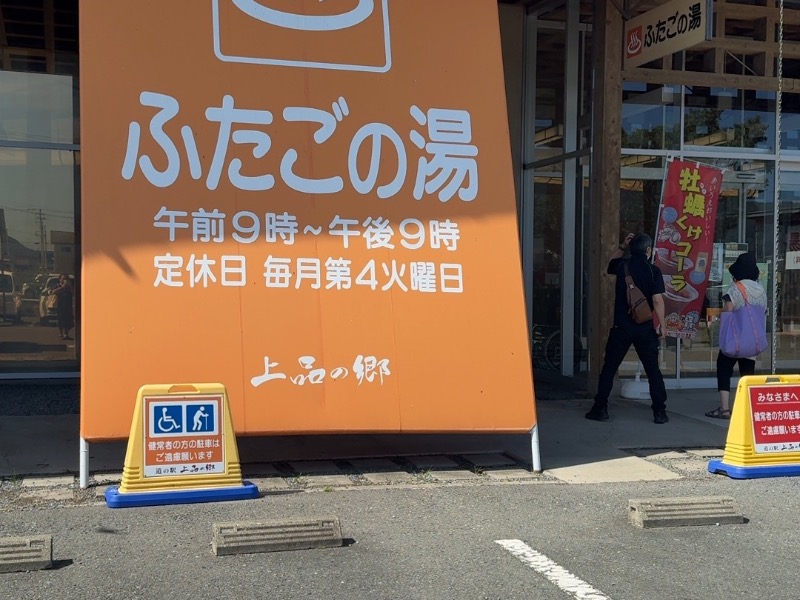 ふたごの湯
午前9時～午後9時
定休日 毎月第4火曜日
上品の郷
ふたごの湯
牡蠣くけコーラ
健常者の方の駐車は
ご遠慮願います
道の駅 上品の郷
みなさまへ
健常者の方の駐車
ご遠慮願いま